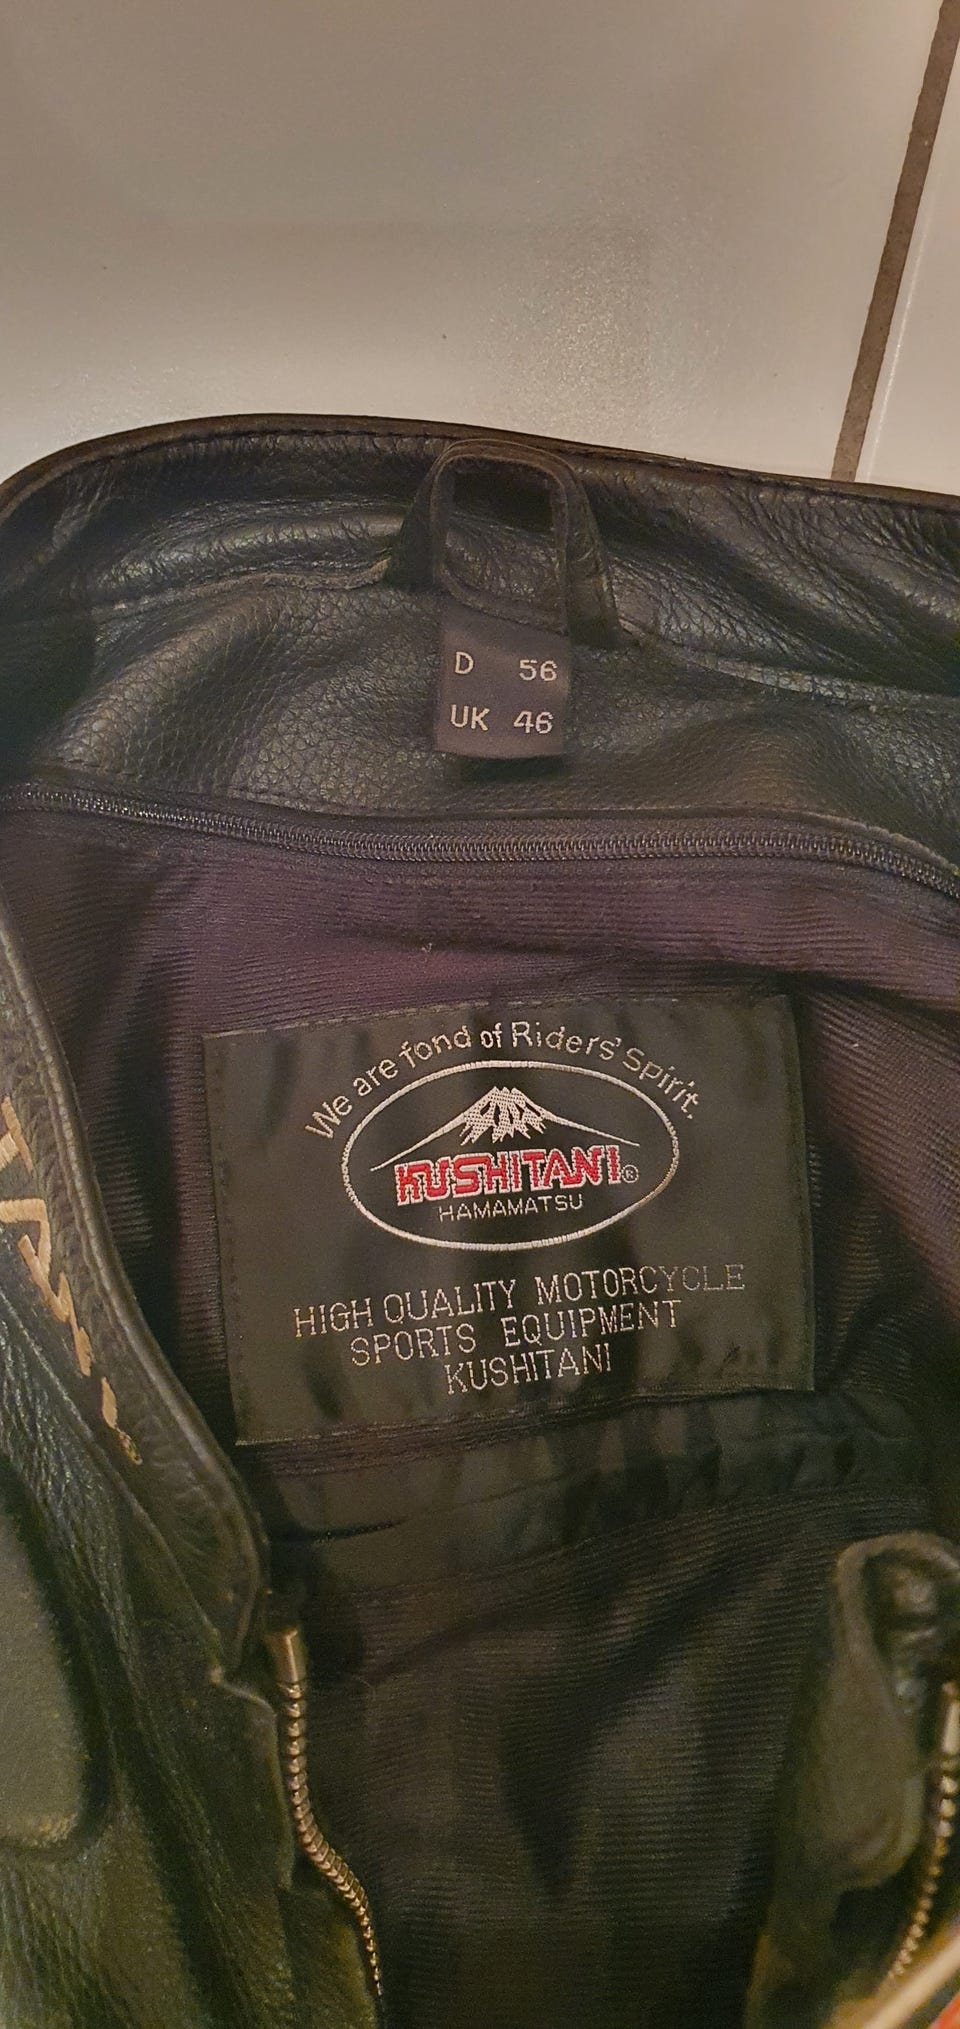 D 56
UK 46
We are fond of Riders' Spirit.
KUSHITANI®
HAMAMATSU
HIGH QUALITY MOTORCYCLE
SPORTS EQUIPMENT
KUSHITANI